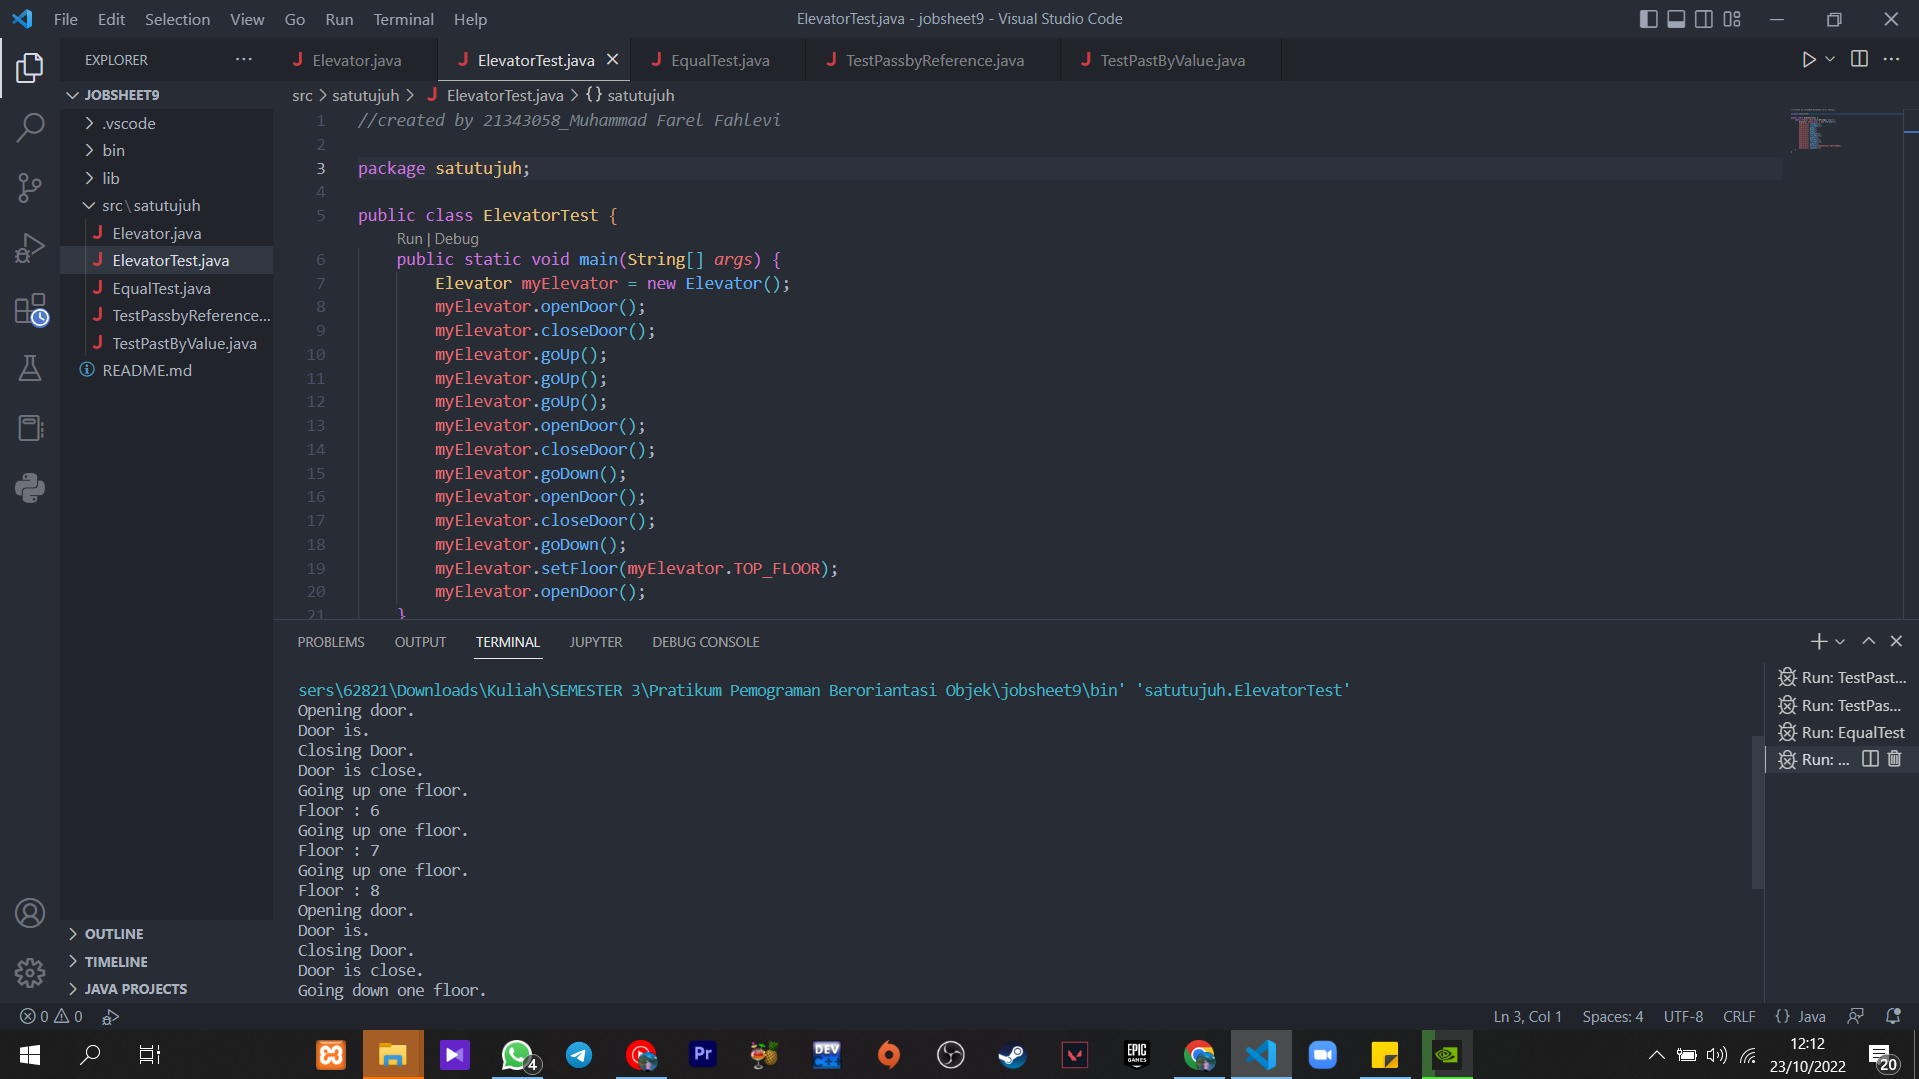 File Edit Selection View Go Run Terminal Help
ElevatorTest.java - jobsheet9 - Visual Studio Code
EXPLORER
Elevator.java
ElevatorTest.java
EqualTest.java
TestPassbyReference.java
TestPastByValue.java
JOBSHEET9
.vscode
bin
lib
src\satutujuh
Elevator.java
ElevatorTest.java
EqualTest.java
TestPassbyReference...
TestPastByValue.java
README.md
OUTLINE
TIMELINE
JAVA PROJECTS
src > satutujuh > ElevatorTest.java > {} satutujuh
1 //created by 21343058_Muhammad Farel Fahlevi
2
3 package satutujuh;
4
5 public class ElevatorTest {
Run | Debug
6 public static void main(String[] args) {
7 Elevator myElevator = new Elevator();
8 myElevator.openDoor();
9 myElevator.closeDoor();
10 myElevator.goUp();
11 myElevator.goUp();
12 myElevator.goUp();
13 myElevator.openDoor();
14 myElevator.closeDoor();
15 myElevator.goDown();
16 myElevator.openDoor();
17 myElevator.closeDoor();
18 myElevator.goDown();
19 myElevator.setFloor(myElevator.TOP_FLOOR);
20 myElevator.openDoor();
21 }
PROBLEMS OUTPUT TERMINAL JUPYTER DEBUG CONSOLE
sers\62821\Downloads\Kuliah\SEMESTER 3\Pratikum Pemograman Beroriantasi Objek\jobsheet9\bin' 'satutujuh.ElevatorTest'
Opening door.
Door is.
Closing Door.
Door is close.
Going up one floor.
Floor : 6
Going up one floor.
Floor : 7
Going up one floor.
Floor : 8
Opening door.
Door is.
Closing Door.
Door is close.
Going down one floor.
Run: TestPast...
Run: TestPas...
Run: EqualTest
Run: ...
0 0
Ln 3, Col 1 Spaces: 4 UTF-8 CRLF {} Java
4
Pr
DEV C++
EPIC GAMES
12:12
23/10/2022
20